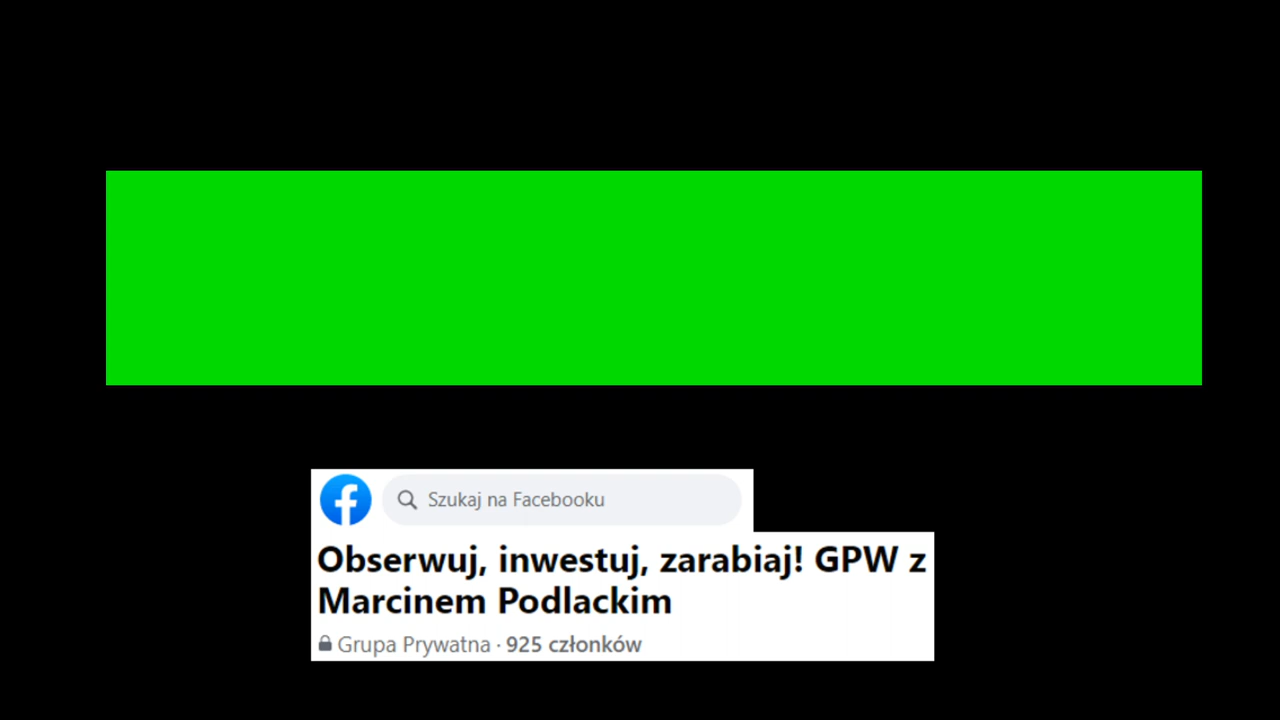 Szukaj na Facebooku
Obserwuj, inwestuj, zarabiaj! GPW z
Marcinem Podlackim
Grupa Prywatna · 925 członków